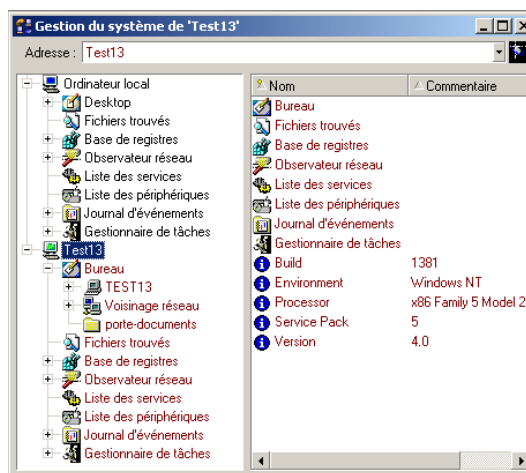 Gestion du système de 'Test13'
Adresse : Test13
Ordinateur local
Desktop
Fichiers trouvés
Base de registres
Observateur réseau
Liste des services
Liste des périphériques
Journal d'événements
Gestionnaire de tâches
Test13
Bureau
TEST13
Voisinage réseau
porte-documents
Fichiers trouvés
Base de registres
Observateur réseau
Liste des services
Liste des périphériques
Journal d'événements
Gestionnaire de tâches
Nom Commentaire
Bureau
Fichiers trouvés
Base de registres
Observateur réseau
Liste des services
Liste des périphériques
Journal d'événements
Gestionnaire de tâches
Build 1381
Environment Windows NT
Processor x86 Family 5 Model 2
Service Pack 5
Version 4.0